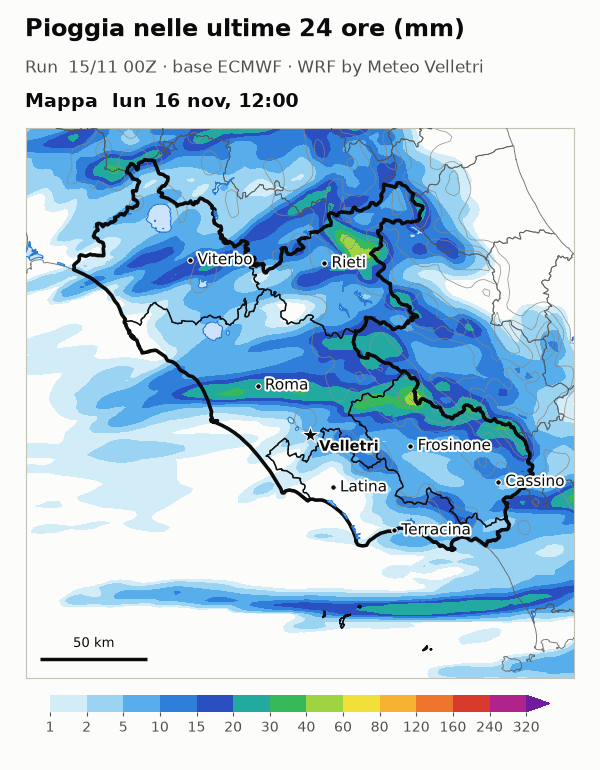 Pioggia nelle ultime 24 ore (mm)
Run  15/11 00Z · base ECMWF · WRF by Meteo Velletri
Mappa  lun 16 nov, 12:00
Viterbo
Rieti
Roma
Velletri
Frosinone
Cassino
Latina
Terracina
50 km
1 2 5 10 15 20 30 40 60 80 120 160 240 320